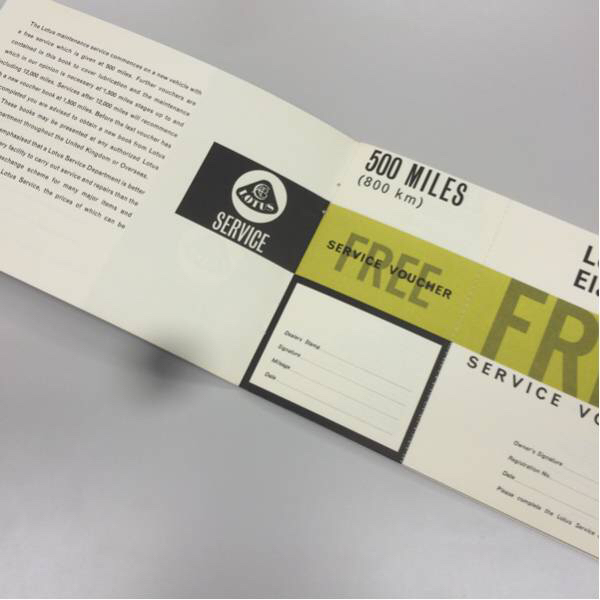 The Lotus maintenance service commences on a new vehicle with
a free service which is given at 500 miles. Further vouchers are
contained in this book to cover lubrication and the maintenance
which in our opinion is necessary at 1,500 miles stages up to and
including 12,000 miles. Services after 12,000 miles will recommence
a new voucher book at 1,500 miles. Before the last voucher has
completed you are advised to obtain a new book from Lotus
These books may be presented at any authorized Lotus
partment throughout the United Kingdom or Overseas.
emphasised that a Lotus Service Department is better
ery facility to carry out service and repairs than the
exchange scheme for many major items and
Lotus Service, the prices of which can be
LOTUS
SERVICE
500 MILES
(800 km)
FREE
SERVICE VOUCHER
Dealers Stamp
Signature
Mileage
Date
L
El
FR
SERVICE VO
Owner's Signature
Registration No.
Date
Please complete the Lotus Service